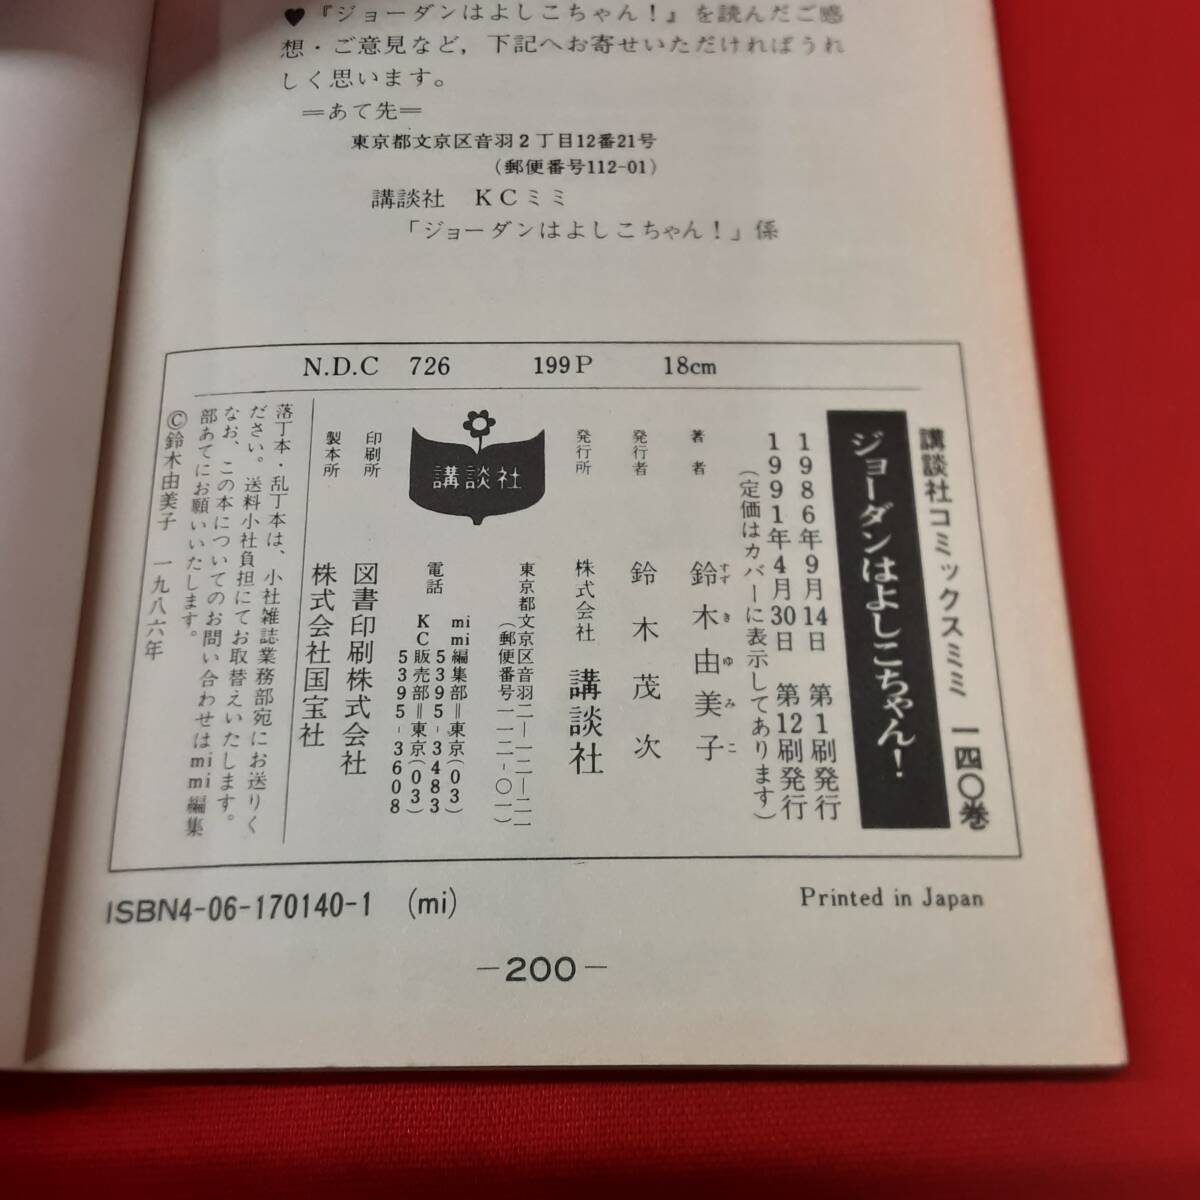 ♥『ジョーダンはよしこちゃん！』を読んだご感
想・ご意見など，下記へお寄せいただければうれ
しく思います。
＝あて先＝
東京都文京区音羽２丁目12番21号
(郵便番号112-01)
講談社　ＫＣミミ
「ジョーダンはよしこちゃん！」係
N.D.C 726 199P 18cm
講談社コミックスミミ 一四〇巻
ジョーダンはよしこちゃん！
1986年9月14日 第1刷発行
1991年4月30日 第12刷発行
(定価はカバーに表示してあります)
著者 鈴木由美子
すずきゆみこ
発行者 鈴木茂次
発行所 株式会社 講談社
東京都文京区音羽二-一二-二一
(郵便番号一一二-〇一)
電話 mimi編集部＝東京(03)
5395-3483
KC販売部＝東京(03)
5395-3608
講談社
印刷所 図書印刷株式会社
製本所 株式会社国宝社
落丁本・乱丁本は、小社雑誌業務部宛にお送りく
ださい。送料小社負担にてお取替えいたします。
なお、この本についてのお問い合わせはmimi編集
部あてにお願いいたします。
©鈴木由美子 一九八六年
ISBN4-06-170140-1 (mi)
Printed in Japan
－200－